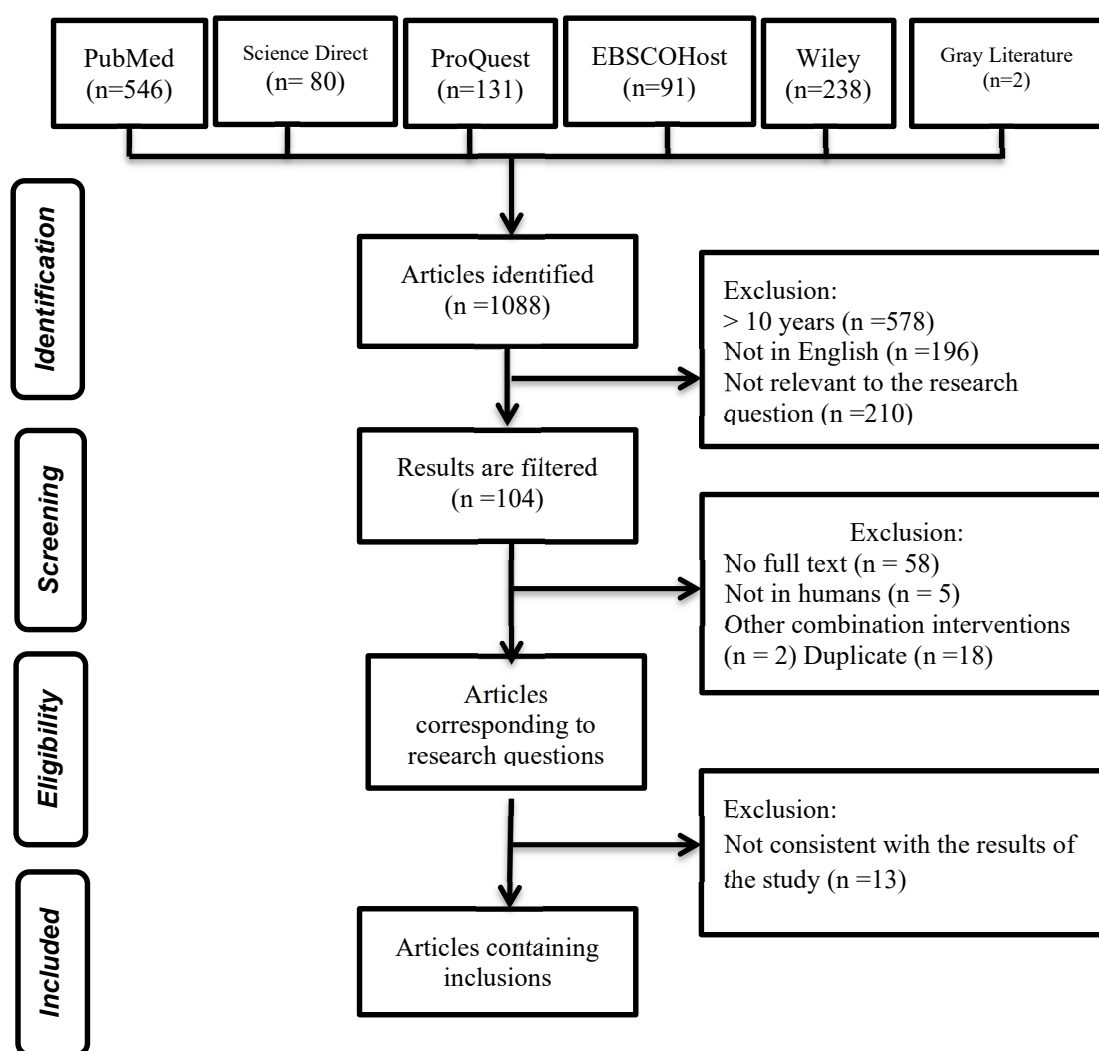 PubMed
(n=546)
Science Direct
(n= 80)
ProQuest
(n=131)
EBSCOHost
(n=91)
Wiley
(n=238)
Gray Literature
(n=2)
Identification
Articles identified
(n =1088)
Exclusion:
> 10 years (n =578)
Not in English (n =196)
Not relevant to the research
question (n =210)
Screening
Results are filtered
(n =104)
Exclusion:
No full text (n = 58)
Not in humans (n = 5)
Other combination interventions
(n = 2) Duplicate (n =18)
Eligibility
Articles
corresponding to
research questions
Exclusion:
Not consistent with the results of
the study (n =13)
Included
Articles containing
inclusions